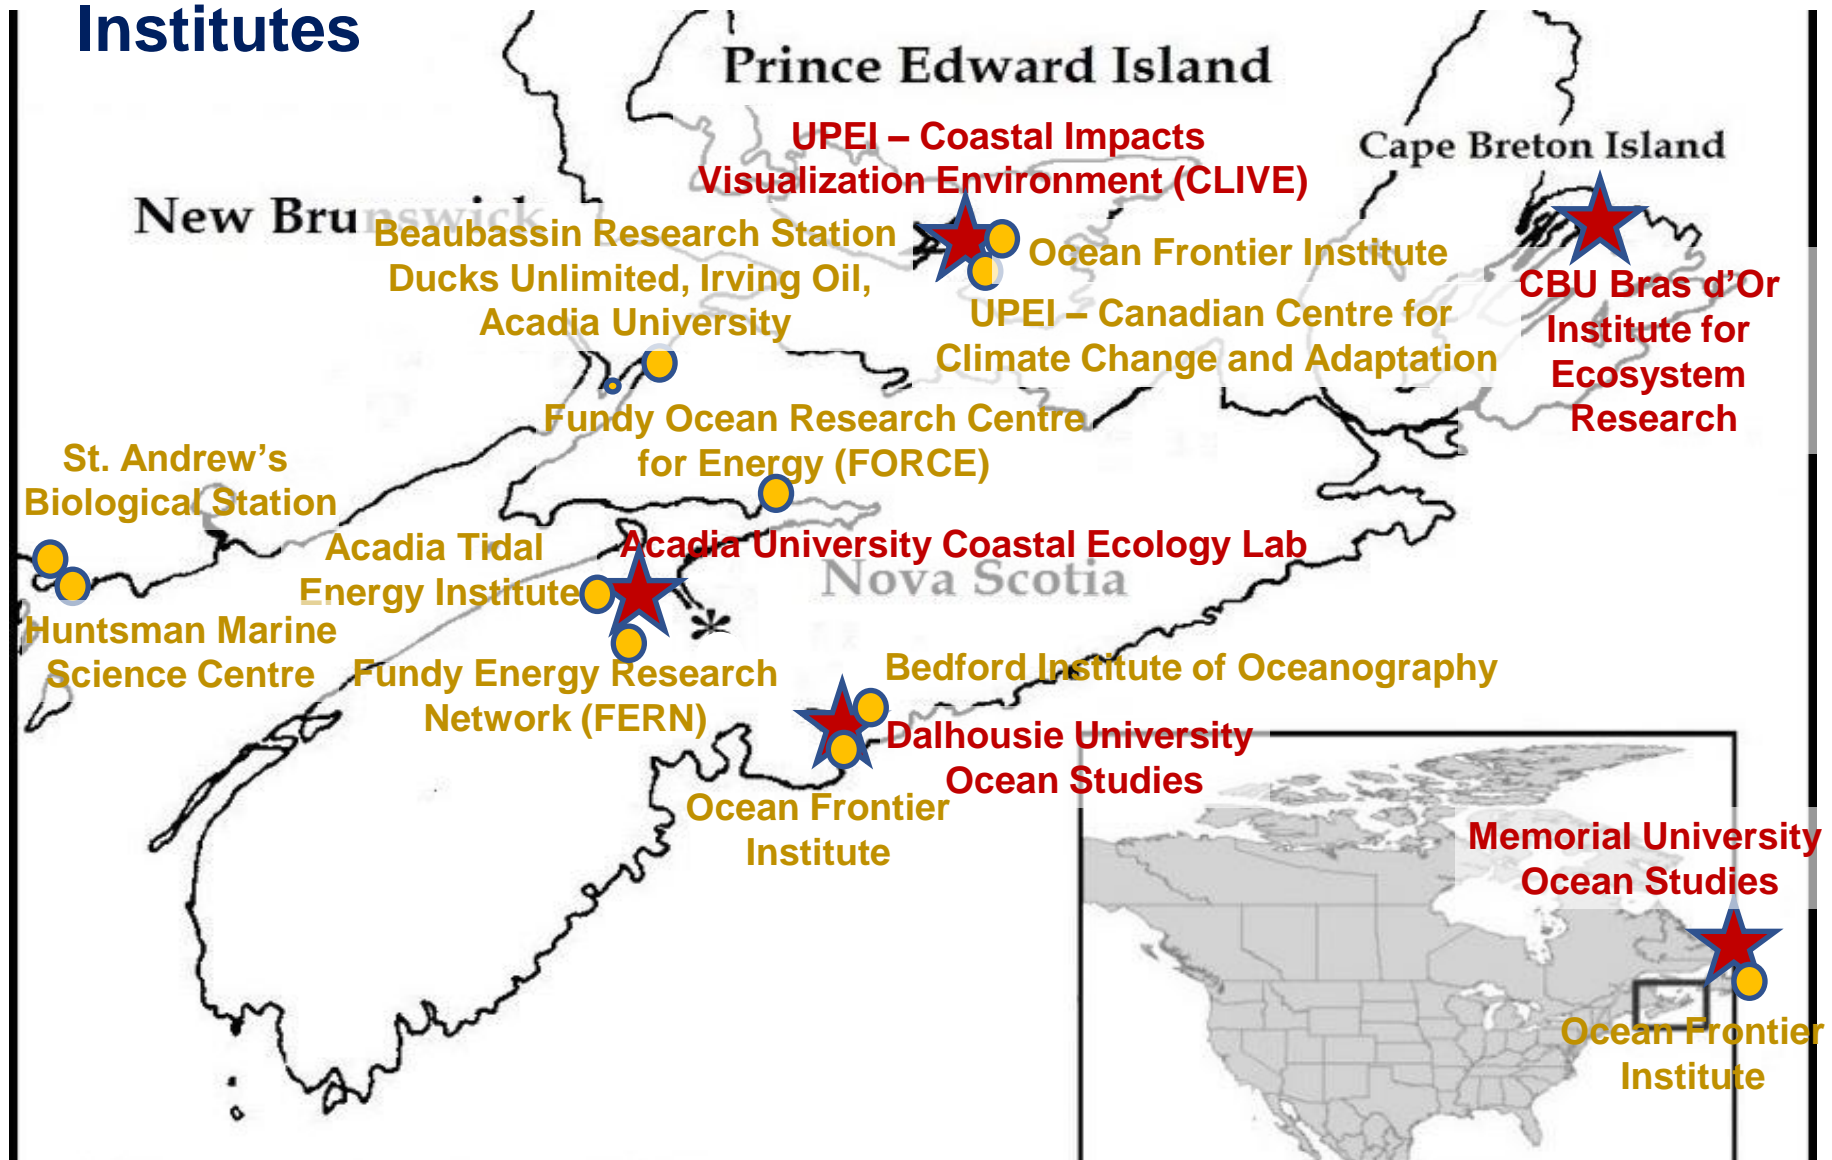 Institutes
Prince Edward Island
UPEI – Coastal Impacts
Visualization Environment (CLIVE)
Cape Breton Island
New Brunswick
Beaubassin Research Station
Ducks Unlimited, Irving Oil,
Acadia University
Ocean Frontier Institute
UPEI – Canadian Centre for
Climate Change and Adaptation
CBU Bras d’Or
Institute for
Ecosystem
Research
Fundy Ocean Research Centre
for Energy (FORCE)
St. Andrew’s
Biological Station
Acadia Tidal
Energy Institute
Acadia University Coastal Ecology Lab
Nova Scotia
*
Huntsman Marine
Science Centre
Fundy Energy Research
Network (FERN)
Bedford Institute of Oceanography
Dalhousie University
Ocean Studies
Ocean Frontier
Institute
Memorial University
Ocean Studies
Ocean Frontier
Institute